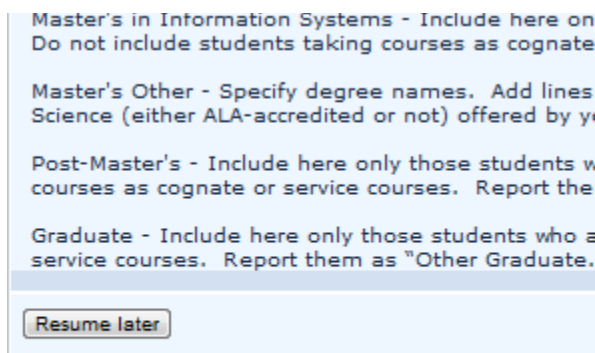 Master's in Information Systems - Include here on
Do not include students taking courses as cognate
Master's Other - Specify degree names.  Add lines
Science (either ALA-accredited or not) offered by y
Post-Master's - Include here only those students w
courses as cognate or service courses.  Report the
Graduate - Include here only those students who a
service courses.  Report them as “Other Graduate.
Resume later